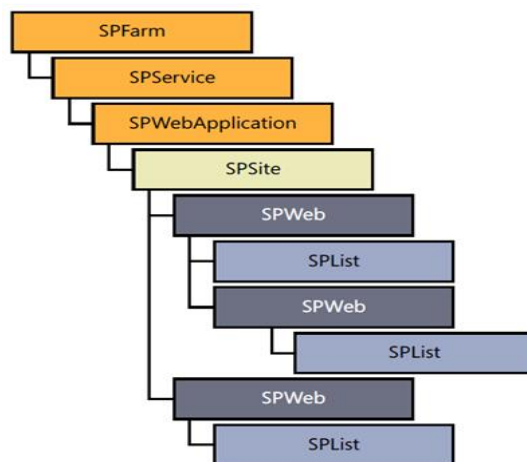 SPFarm
SPService
SPWebApplication
SPSite
SPWeb
SPList
SPWeb
SPList
SPWeb
SPList